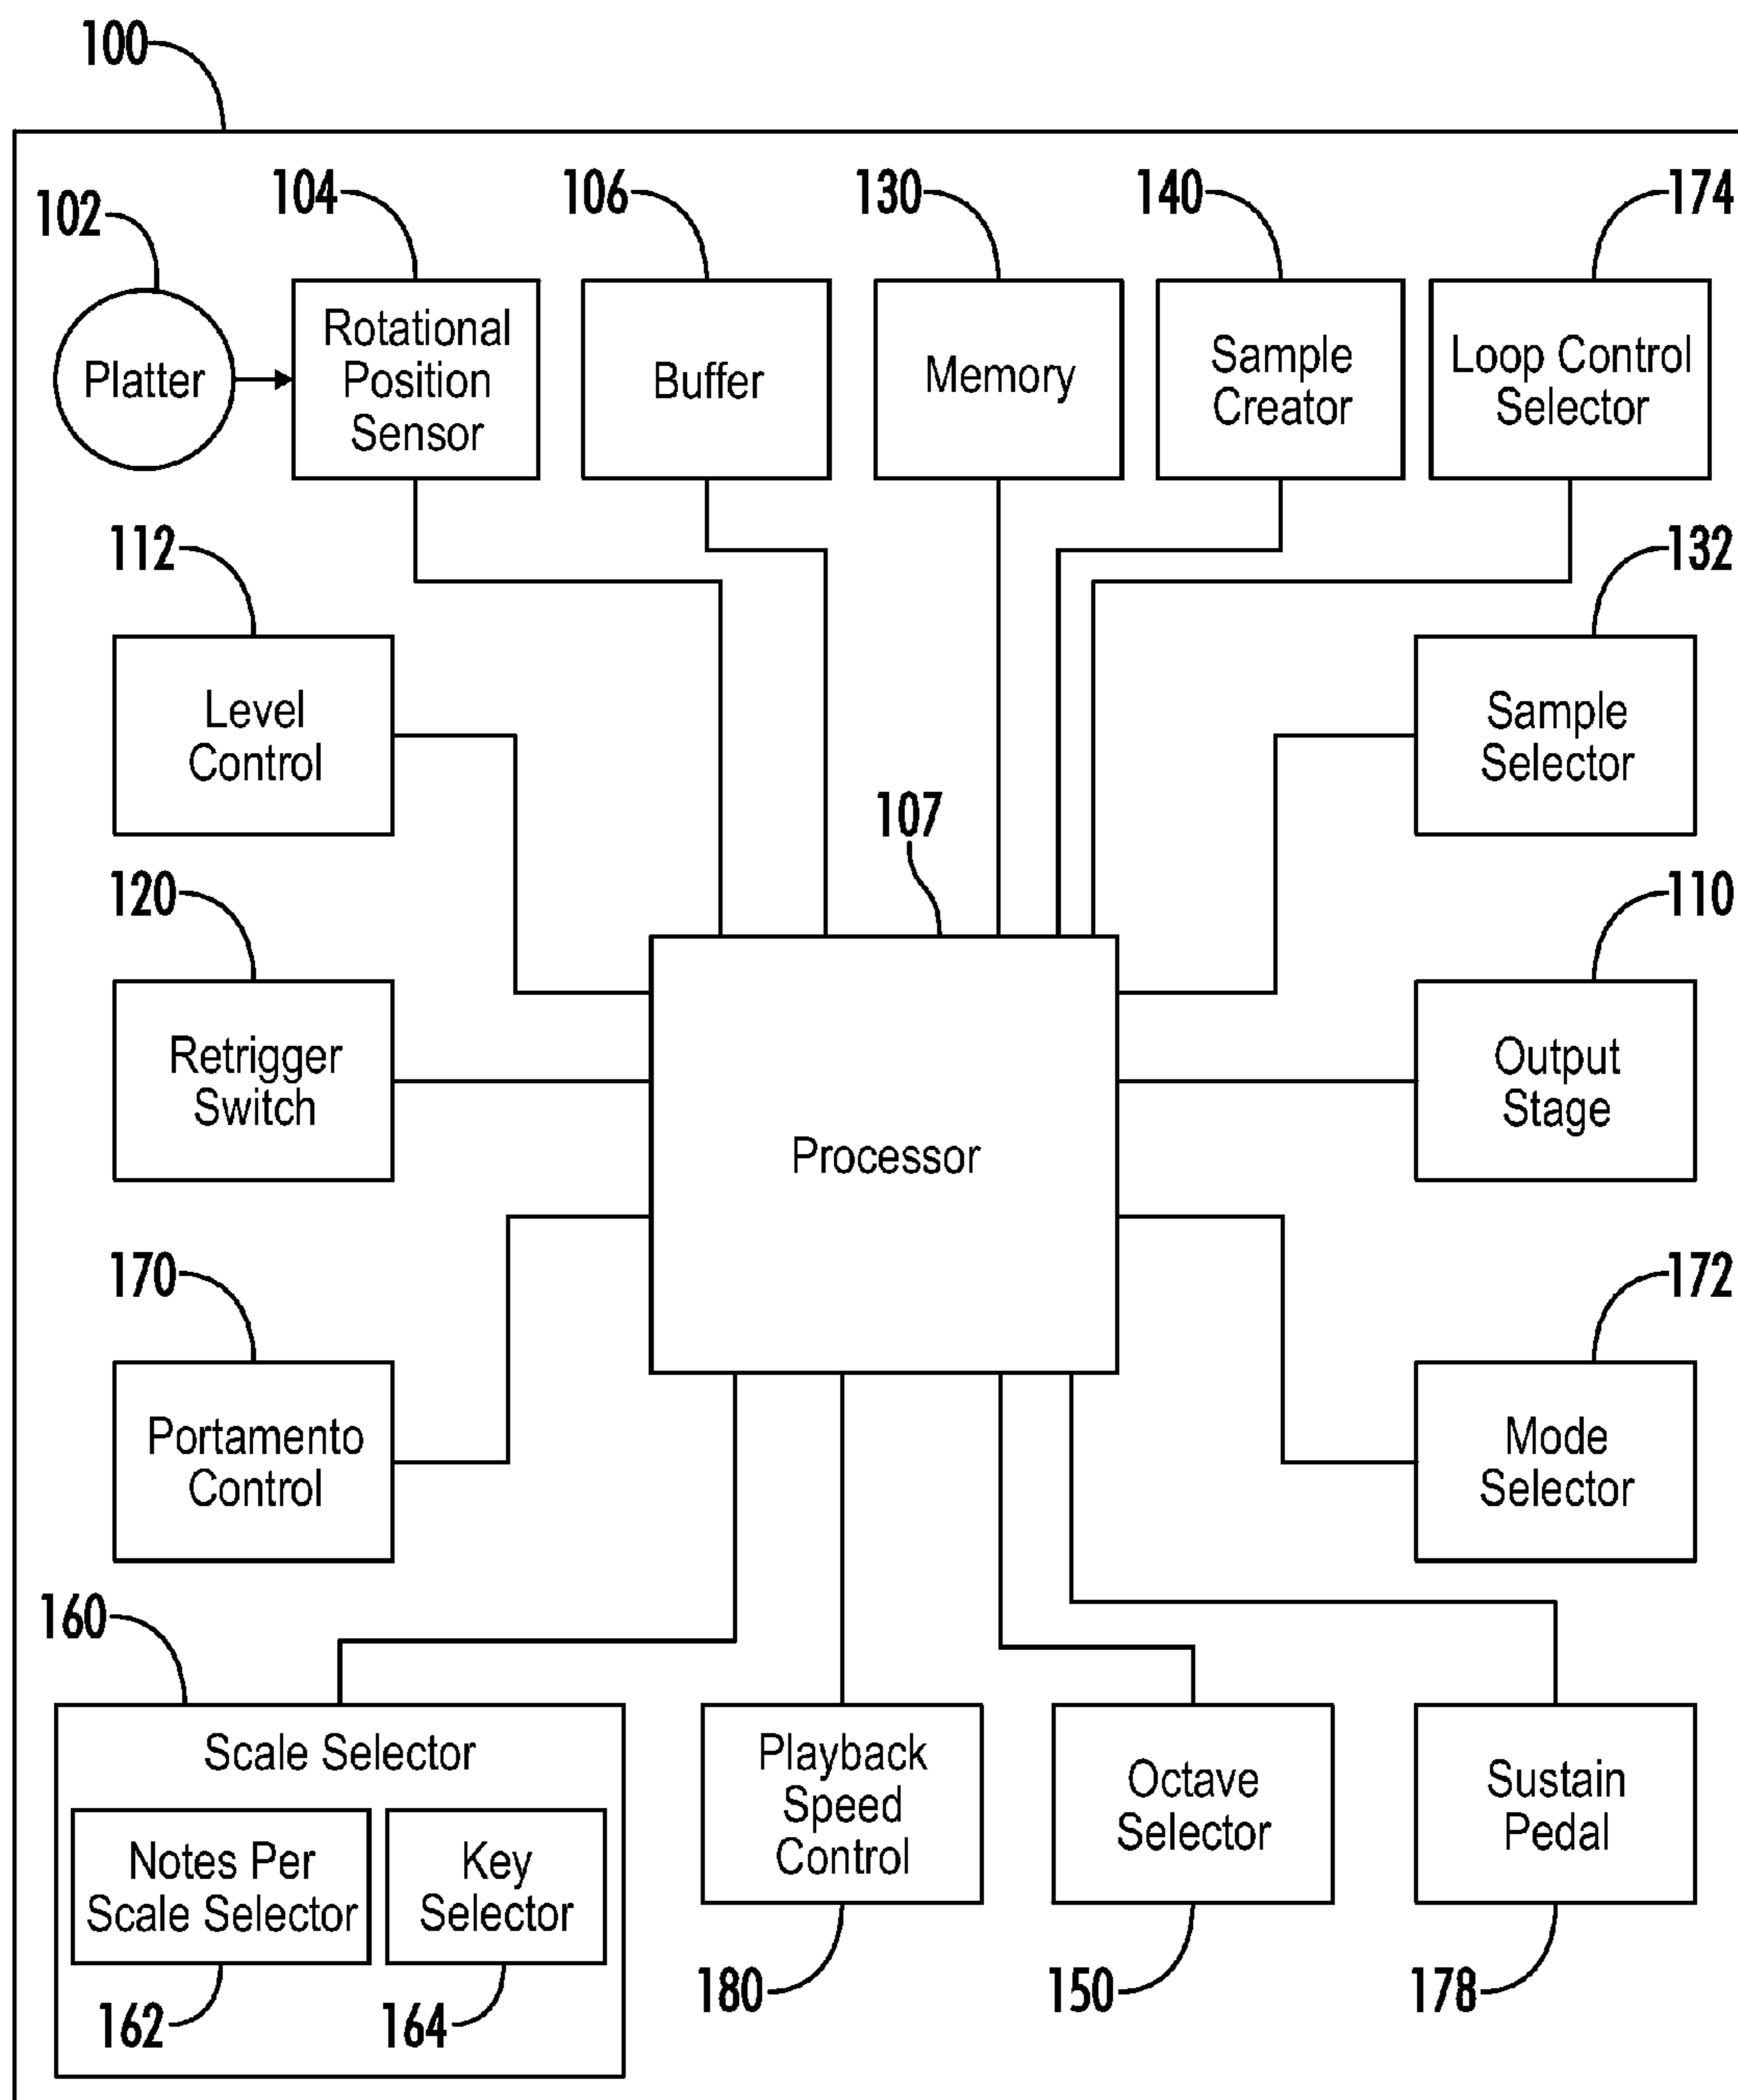 100
102
104
106
130
140
174
Platter
Rotational
Position
Sensor
Buffer
Memory
Sample
Creator
Loop Control
Selector
112
132
Level
Control
Sample
Selector
107
120
110
Retrigger
Switch
Processor
Output
Stage
170
172
Portamento
Control
Mode
Selector
160
Scale Selector
Notes Per
Scale Selector
Key
Selector
Playback
Speed
Control
Octave
Selector
Sustain
Pedal
162
164
180
150
178